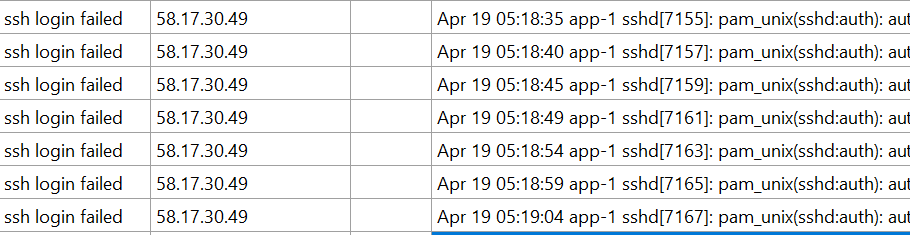 ssh login failed 58.17.30.49 Apr 19 05:18:35 app-1 sshd[7155]: pam_unix(sshd:auth): aut
ssh login failed 58.17.30.49 Apr 19 05:18:40 app-1 sshd[7157]: pam_unix(sshd:auth): aut
ssh login failed 58.17.30.49 Apr 19 05:18:45 app-1 sshd[7159]: pam_unix(sshd:auth): aut
ssh login failed 58.17.30.49 Apr 19 05:18:49 app-1 sshd[7161]: pam_unix(sshd:auth): aut
ssh login failed 58.17.30.49 Apr 19 05:18:54 app-1 sshd[7163]: pam_unix(sshd:auth): aut
ssh login failed 58.17.30.49 Apr 19 05:18:59 app-1 sshd[7165]: pam_unix(sshd:auth): aut
ssh login failed 58.17.30.49 Apr 19 05:19:04 app-1 sshd[7167]: pam_unix(sshd:auth): aut